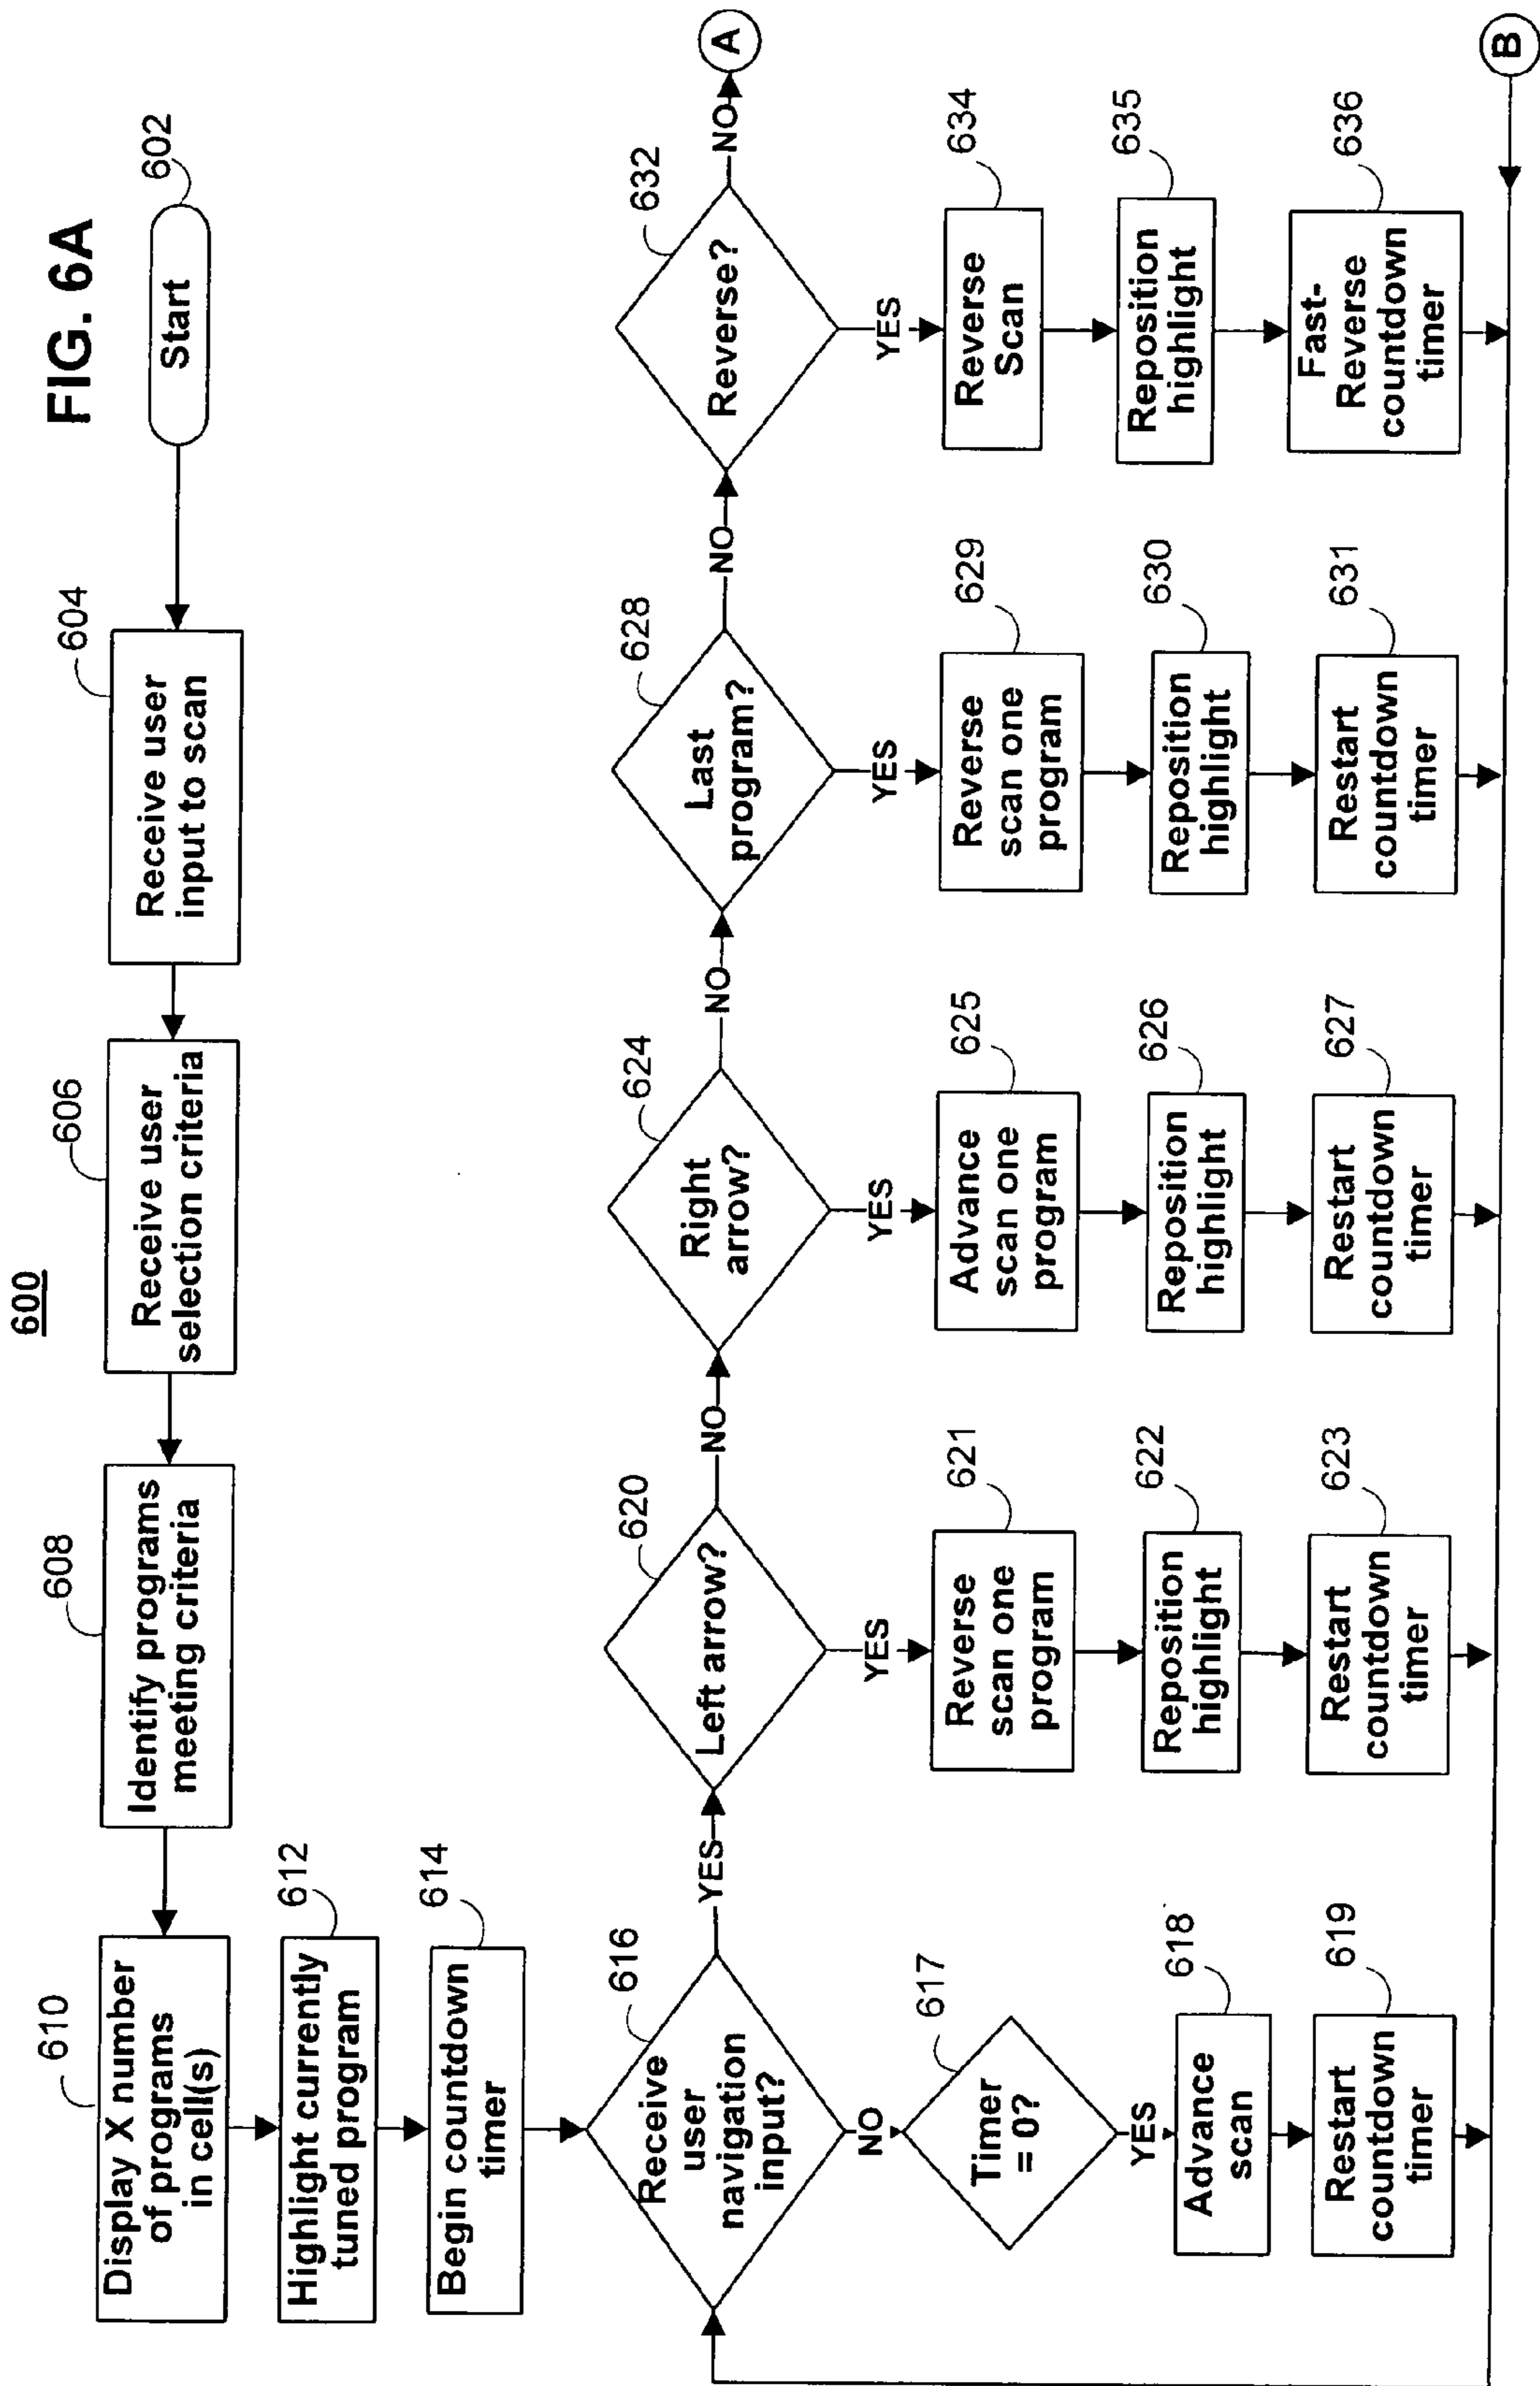 FIG. 6A
600
602
Start
604
Receive user
input to scan
606
Receive user
selection criteria
608
Identify programs
meeting criteria
610
Display X number
of programs
in cell(s)
612
Highlight currently
tuned program
614
Begin countdown
timer
616
Receive
user
navigation
input?
YES
NO
617
Timer
= 0?
YES
618
Advance
scan
619
Restart
countdown
timer
620
Left arrow?
NO
YES
621
Reverse
scan one
program
622
Reposition
highlight
623
Restart
countdown
timer
624
Right
arrow?
NO
YES
625
Advance
scan one
program
626
Reposition
highlight
627
Restart
countdown
timer
628
Last
program?
NO
YES
629
Reverse
scan one
program
630
Reposition
highlight
631
Restart
countdown
timer
632
Reverse?
NO
A
YES
634
Reverse
Scan
635
Reposition
highlight
636
Fast-
Reverse
countdown
timer
B